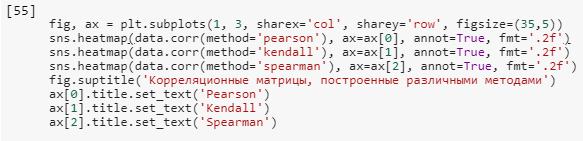 [55]
fig, ax = plt.subplots(1, 3, sharex='col', sharey='row', figsize=(35,5))
sns.heatmap(data.corr(method='pearson'), ax=ax[0], annot=True, fmt='.2f')
sns.heatmap(data.corr(method='kendall'), ax=ax[1], annot=True, fmt='.2f')
sns.heatmap(data.corr(method='spearman'), ax=ax[2], annot=True, fmt='.2f')
fig.suptitle('Корреляционные матрицы, построенные различными методами')
ax[0].title.set_text('Pearson')
ax[1].title.set_text('Kendall')
ax[2].title.set_text('Spearman')